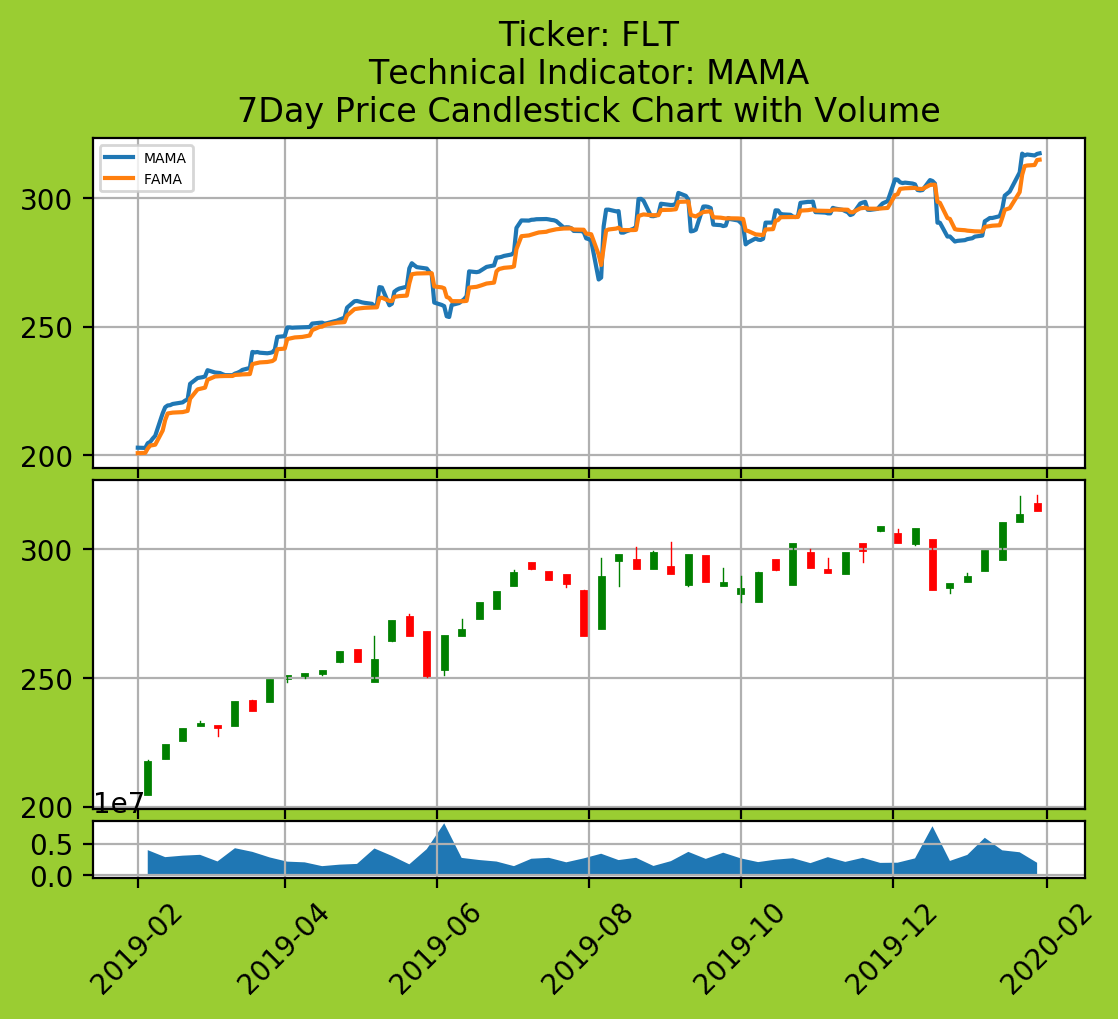 Ticker: FLT
Technical Indicator: MAMA
7Day Price Candlestick Chart with Volume
MAMA
FAMA
300
250
200
300
250
200
1e7
0.5
0.0
2019-02
2019-04
2019-06
2019-08
2019-10
2019-12
2020-02